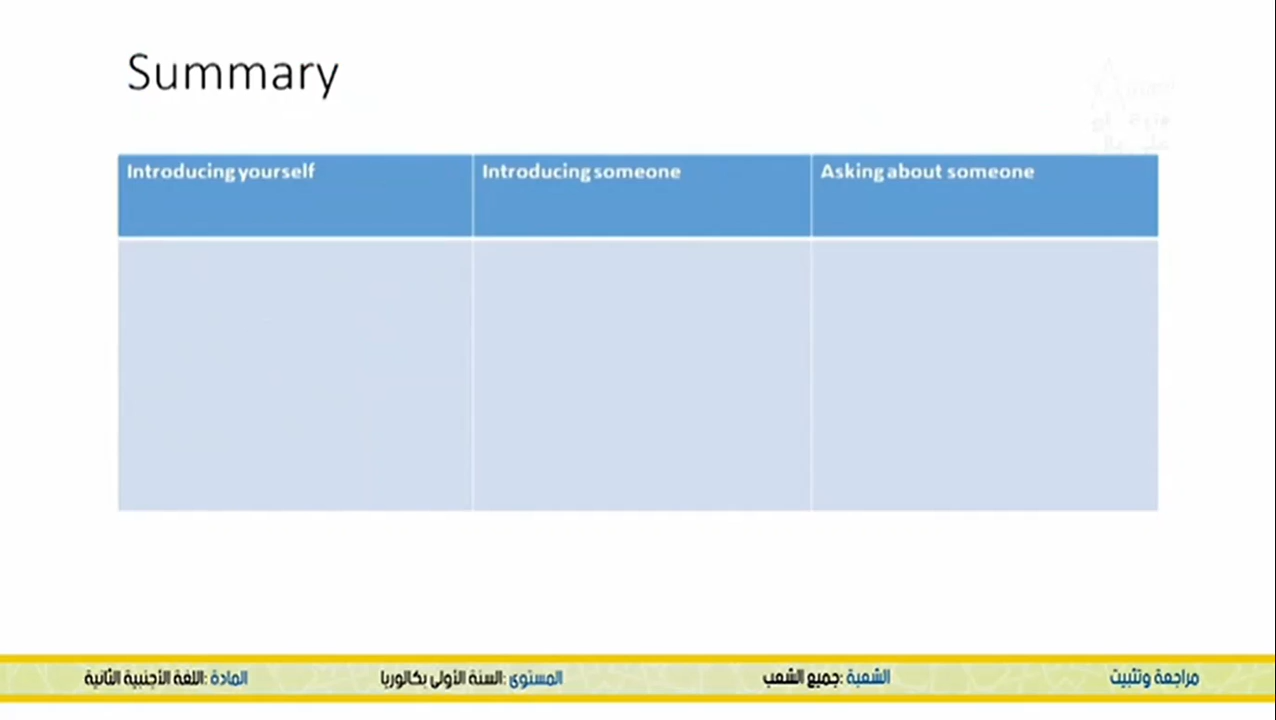 Summary
Introducing yourself
Introducing someone
Asking about someone
مراجعة وتثبيت
الشعبة :جميع الشعب
المستوى :السنة الأولى بكالوريا
المادة :اللغة الأجنبية الثانية